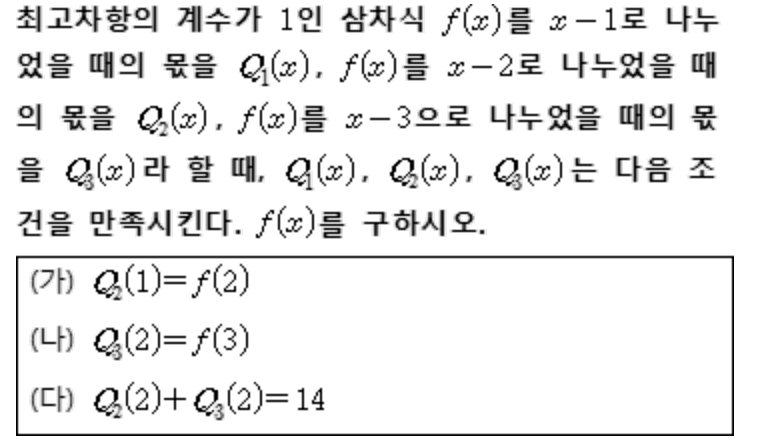 최고차항의 계수가 1인 삼차식 f(x)를 x-1로 나누
었을 때의 몫을 Q₁(x), f(x)를 x-2로 나누었을 때
의 몫을 Q₂(x), f(x)를 x-3으로 나누었을 때의 몫
을 Q₃(x)라 할 때, Q₁(x), Q₂(x), Q₃(x)는 다음 조
건을 만족시킨다. f(x)를 구하시오.
(가) Q₂(1)=f(2)
(나) Q₃(2)=f(3)
(다) Q₂(2)+Q₃(2)=14